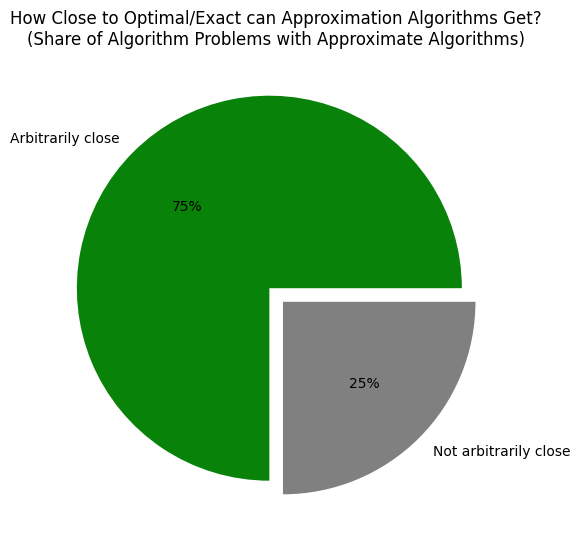 How Close to Optimal/Exact can Approximation Algorithms Get?
(Share of Algorithm Problems with Approximate Algorithms)
Arbitrarily close
75%
25%
Not arbitrarily close